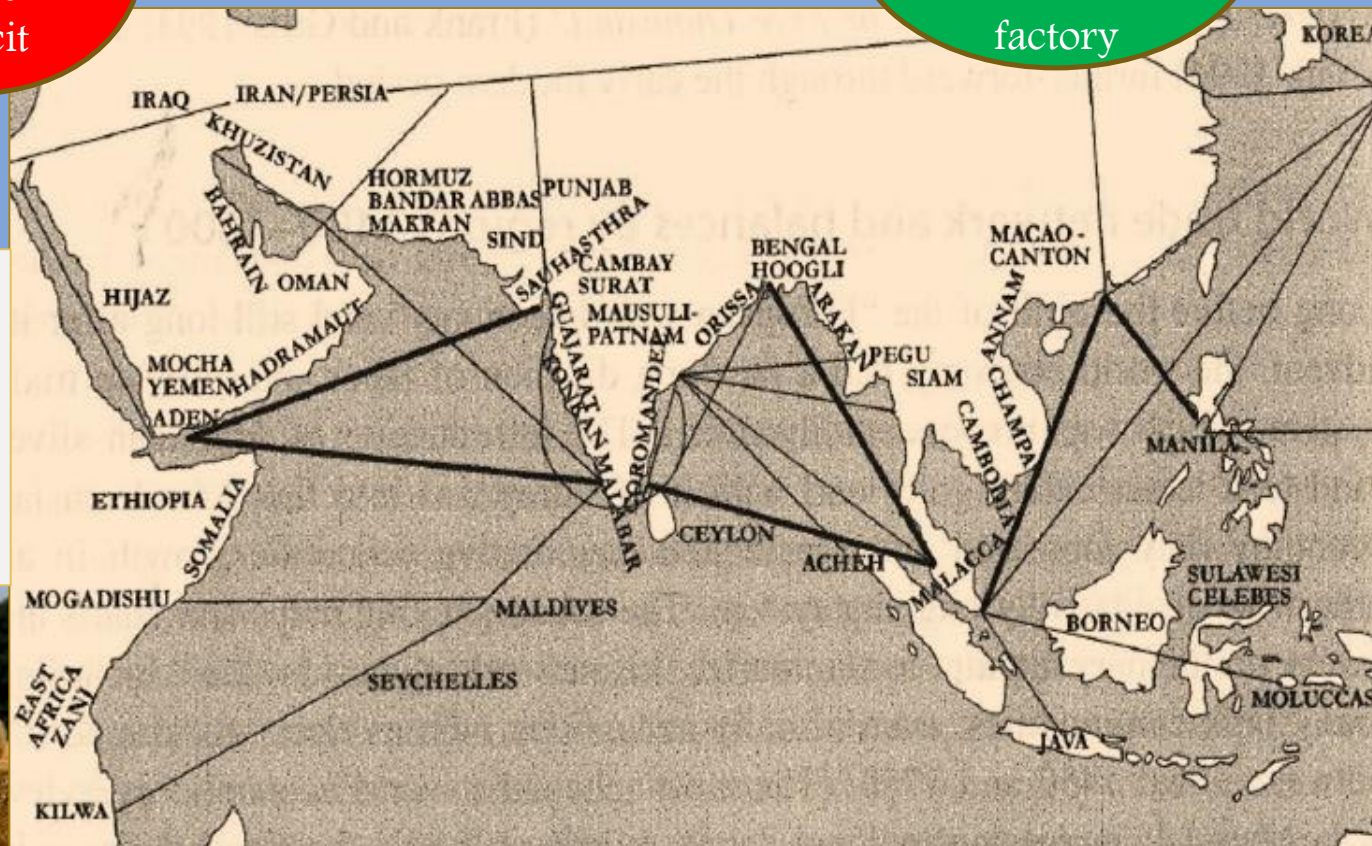 cit
factory
KOREA
IRAQ
IRAN/PERSIA
KHUZISTAN
HORMUZ
BANDAR ABBAS
MAKRAN
PUNJAB
SIND
SAUHASTHRA
BAHRAIN
OMAN
HIJAZ
HADRAMAUT
MOCHA
YEMEN
ADEN
CAMBAY
SURAT
MAUSULI-
PATNAM
GUAJARAT
KONKAN
MALABAR
COROMANDEL
ORISSA
BENGAL
HOOGLI
ARAKAN
PEGU
SIAM
MACAO-
CANTON
ANNAM
CHAMPA
CAMBODIA
MANILA
ETHIOPIA
SOMALIA
CEYLON
ACHEH
MALACCA
MOGADISHU
MALDIVES
SULAWESI
CELEBES
BORNEO
SEYCHELLES
MOLUCCAS
EAST
AFRICA
ZANJ
JAVA
KILWA